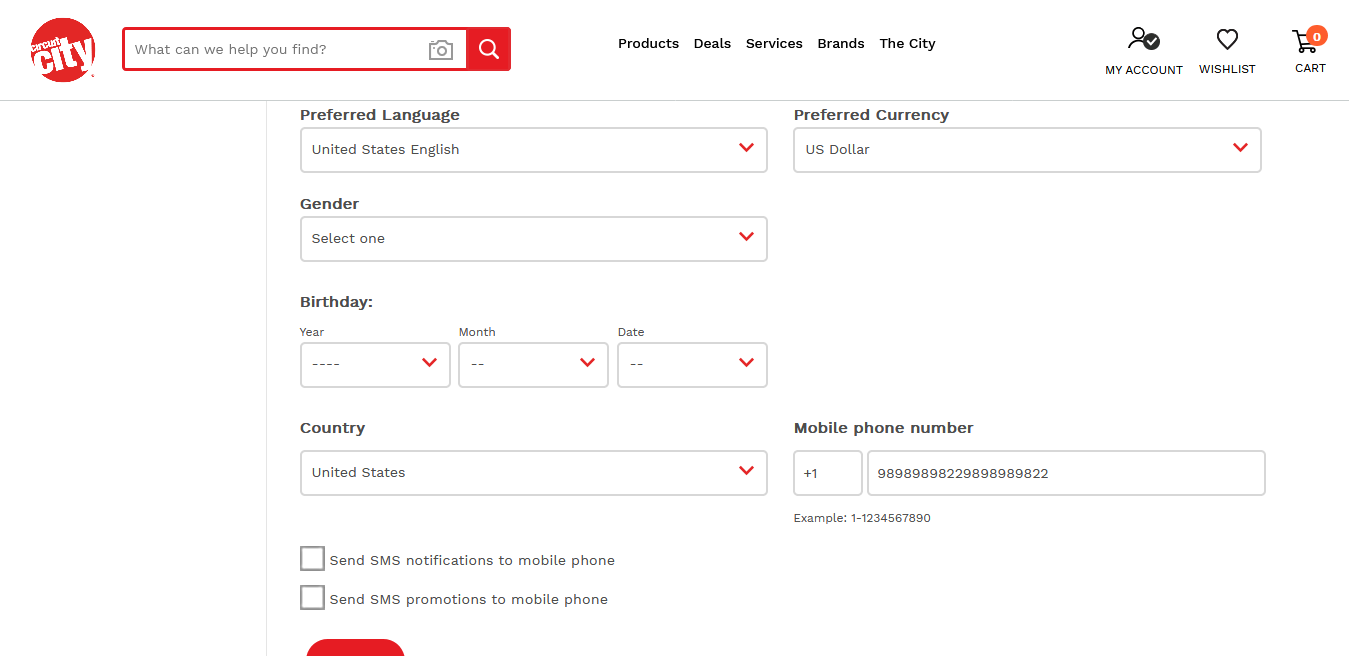 circuit
city
What can we help you find?
Products Deals Services Brands The City
MY ACCOUNT
WISHLIST
0
CART
Preferred Language
Preferred Currency
United States English
US Dollar
Gender
Select one
Birthday:
Year Month Date
---- -- --
Country
Mobile phone number
United States
+1 98989898229898989822
Example: 1-1234567890
Send SMS notifications to mobile phone
Send SMS promotions to mobile phone